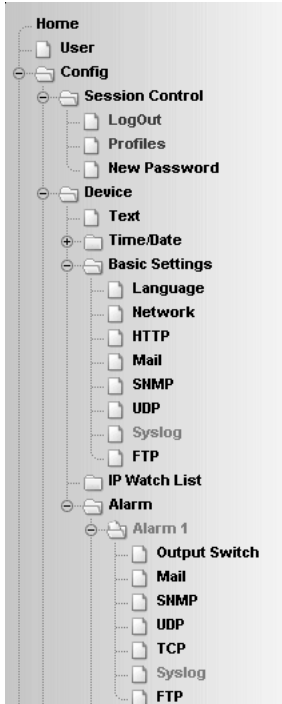 Home
User
Config
Session Control
LogOut
Profiles
New Password
Device
Text
Time/Date
Basic Settings
Language
Network
HTTP
Mail
SNMP
UDP
Syslog
FTP
IP Watch List
Alarm
Alarm 1
Output Switch
Mail
SNMP
UDP
TCP
Syslog
FTP